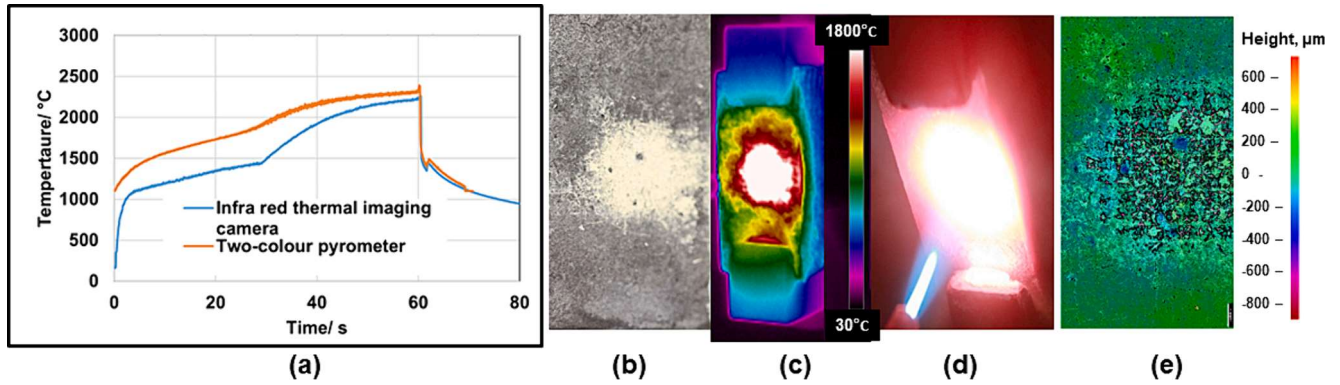 3000
2500
2000
1500
1000
500
0
Tempertaure/ °C
0
20
40
60
80
Time/ s
Infra red thermal imaging
camera
Two-colour pyrometer
(a)
(b)
1800°C
30°C
(c)
(d)
Height, µm
600 –
400 –
200 –
0 -
-200 –
-400 –
-600 –
-800 –
(e)